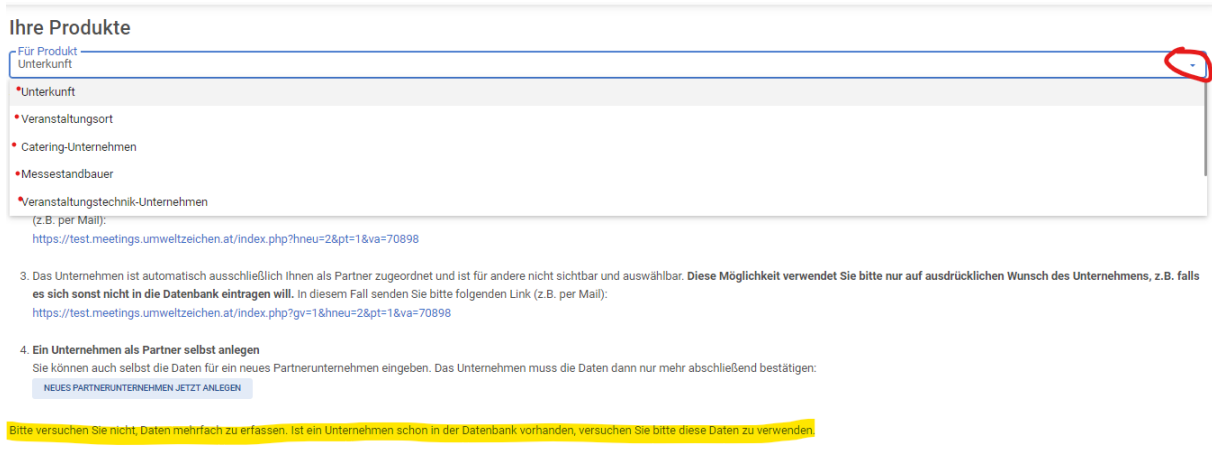 Ihre Produkte
Für Produkt
Unterkunft
Unterkunft
Veranstaltungsort
Catering-Unternehmen
Messestandbauer
Veranstaltungstechnik-Unternehmen
(z.B. per Mail):
https://test.meetings.umweltzeichen.at/index.php?hneu=2&pt=1&va=70898
3. Das Unternehmen ist automatisch ausschließlich Ihnen als Partner zugeordnet und ist für andere nicht sichtbar und auswählbar. Diese Möglichkeit verwendet Sie bitte nur auf ausdrücklichen Wunsch des Unternehmens, z.B. falls
es sich sonst nicht in die Datenbank eintragen will. In diesem Fall senden Sie bitte folgenden Link (z.B. per Mail):
https://test.meetings.umweltzeichen.at/index.php?gv=1&hneu=2&pt=1&va=70898
4. Ein Unternehmen als Partner selbst anlegen
Sie können auch selbst die Daten für ein neues Partnerunternehmen eingeben. Das Unternehmen muss die Daten dann nur mehr abschließend bestätigen:
NEUES PARTNERUNTERNEHMEN JETZT ANLEGEN
Bitte versuchen Sie nicht, Daten mehrfach zu erfassen. Ist ein Unternehmen schon in der Datenbank vorhanden, versuchen Sie bitte diese Daten zu verwenden.